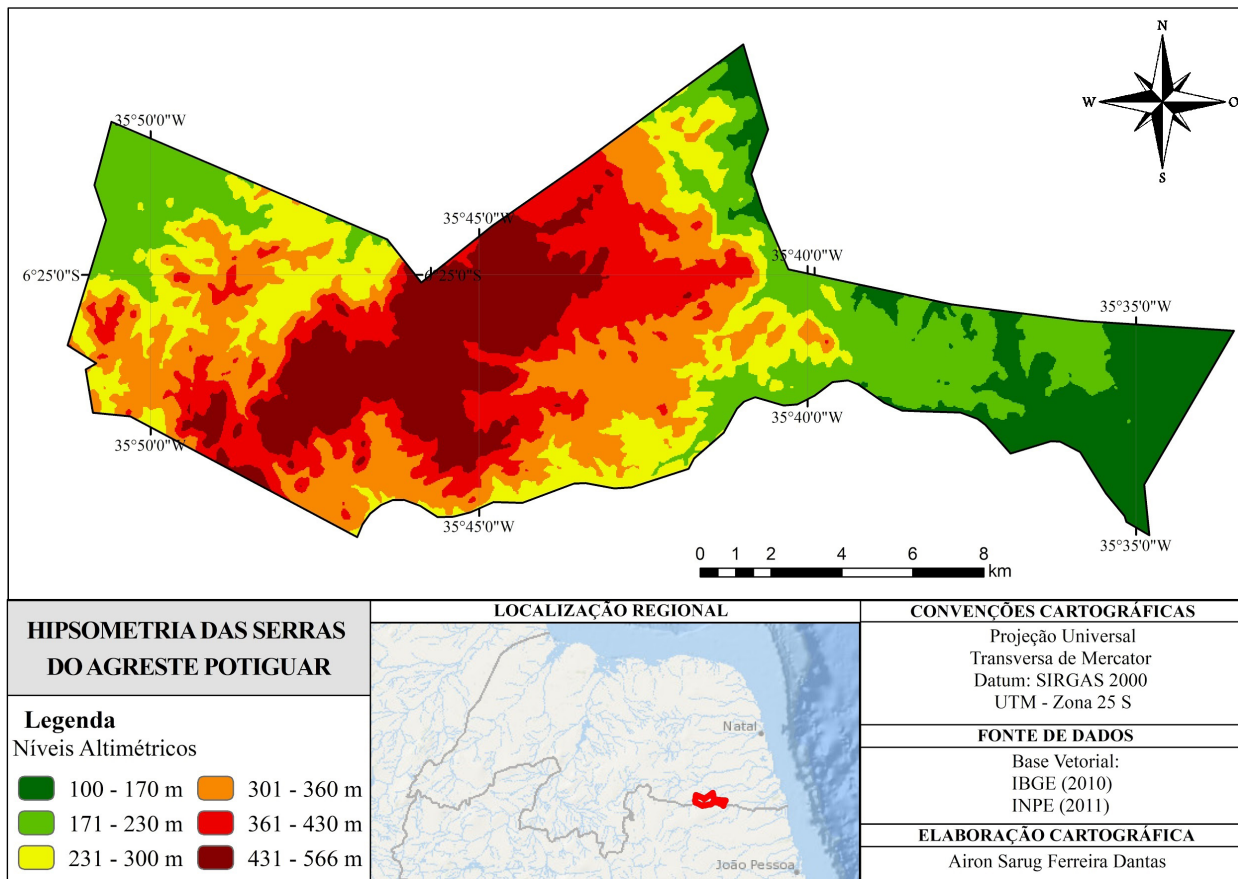 N
W
O
S
35°50'0"W
35°45'0"W
35°40'0"W
35°35'0"W
6°25'0"S
6°25'0"S
35°50'0"W
35°45'0"W
35°40'0"W
35°35'0"W
0 1 2 4 6 8
km
HIPSOMETRIA DAS SERRAS
DO AGRESTE POTIGUAR
Legenda
Níveis Altimétricos
100 - 170 m
171 - 230 m
231 - 300 m
301 - 360 m
361 - 430 m
431 - 566 m
LOCALIZAÇÃO REGIONAL
Natal
João Pessoa
CONVENÇÕES CARTOGRÁFICAS
Projeção Universal
Transversa de Mercator
Datum: SIRGAS 2000
UTM - Zona 25 S
FONTE DE DADOS
Base Vetorial:
IBGE (2010)
INPE (2011)
ELABORAÇÃO CARTOGRÁFICA
Airon Sarug Ferreira Dantas